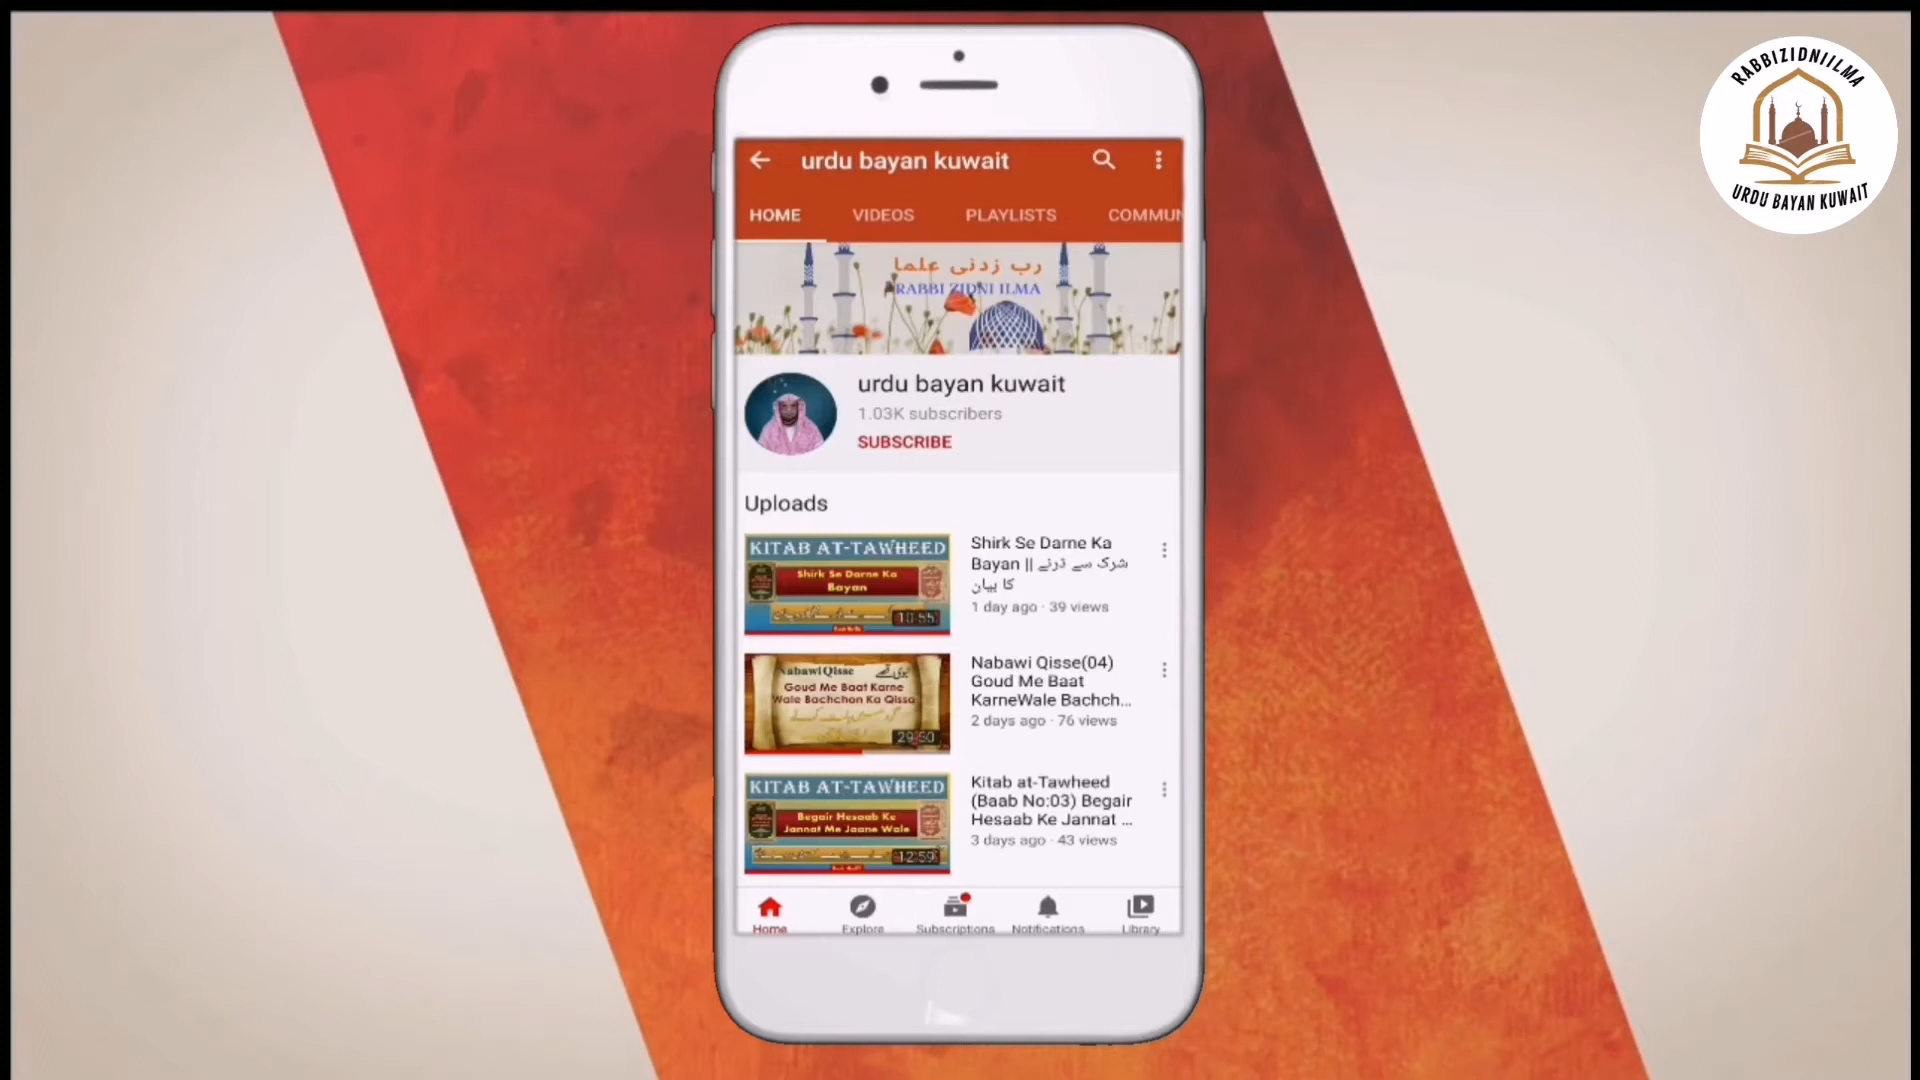 RABBIZIDNIILMA
URDU BAYAN KUWAIT
urdu bayan kuwait
HOME VIDEOS PLAYLISTS COMMUN
رب زدنی علما
RABBI ZIDNI ILMA
urdu bayan kuwait
1.03K subscribers
SUBSCRIBE
Uploads
KITAB AT-TAWHEED
Shirk Se Darne Ka
Bayan
10:55
Shirk Se Darne Ka
Bayan || شرک سے ڈرنے
کا بیان
1 day ago · 39 views
Nabawi Qisse نبوی قصے
Goud Me Baat Karne
Wale Bachchon Ka Qissa
29:50
Nabawi Qisse(04)
Goud Me Baat
KarneWale Bachch...
2 days ago · 76 views
KITAB AT-TAWHEED
Begair Hesaab Ke
Jannat Me Jaane Wale
12:59
Kitab at-Tawheed
(Baab No:03) Begair
Hesaab Ke Jannat ...
3 days ago · 43 views
Home Explore Subscriptions Notifications Library